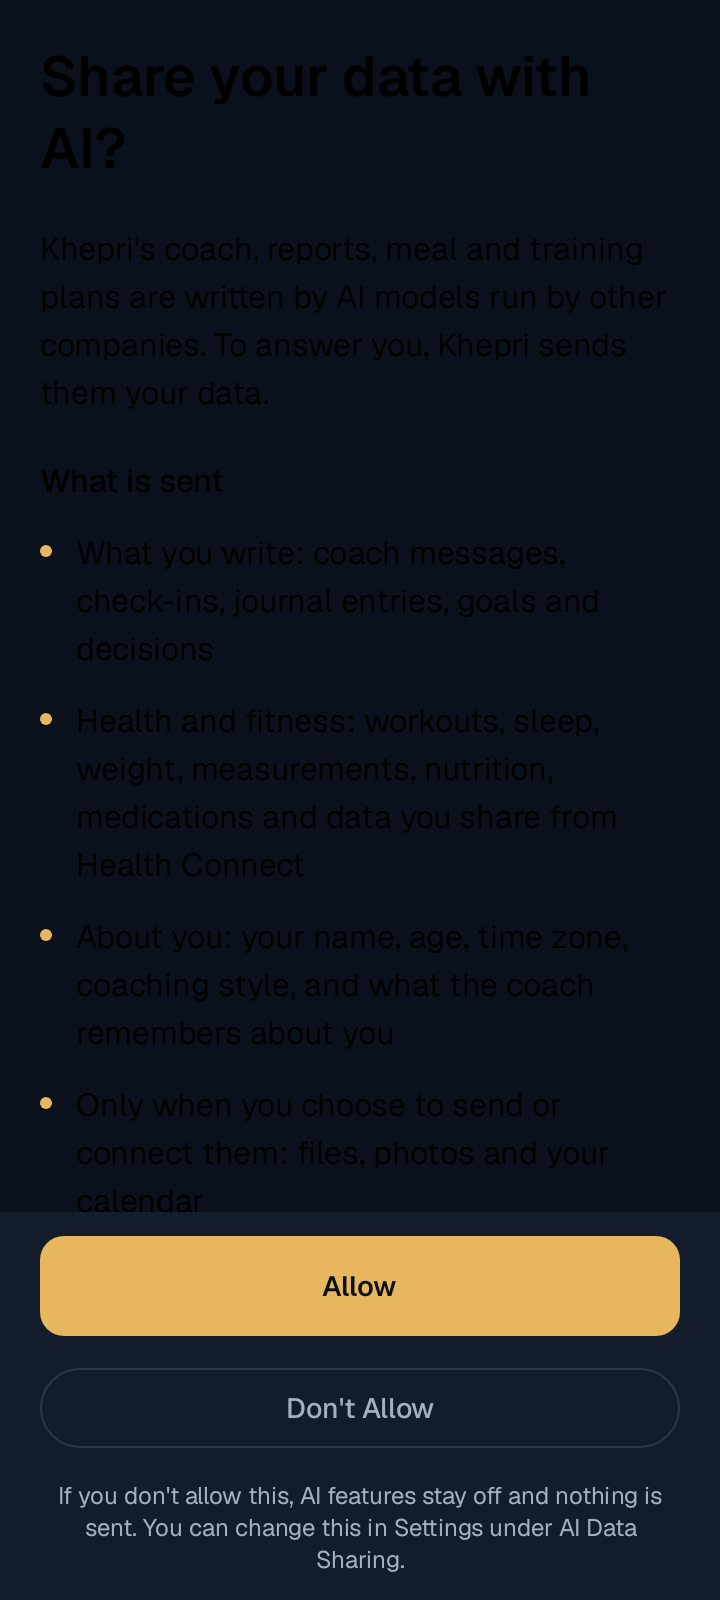 Share your data with
AI?
Khepri's coach, reports, meal and training
plans are written by AI models run by other
companies. To answer you, Khepri sends
them your data.
What is sent
What you write: coach messages,
check-ins, journal entries, goals and
decisions
Health and fitness: workouts, sleep,
weight, measurements, nutrition,
medications and data you share from
Health Connect
About you: your name, age, time zone,
coaching style, and what the coach
remembers about you
Only when you choose to send or
connect them: files, photos and your
calendar
Allow
Don't Allow
If you don't allow this, AI features stay off and nothing is
sent. You can change this in Settings under AI Data
Sharing.